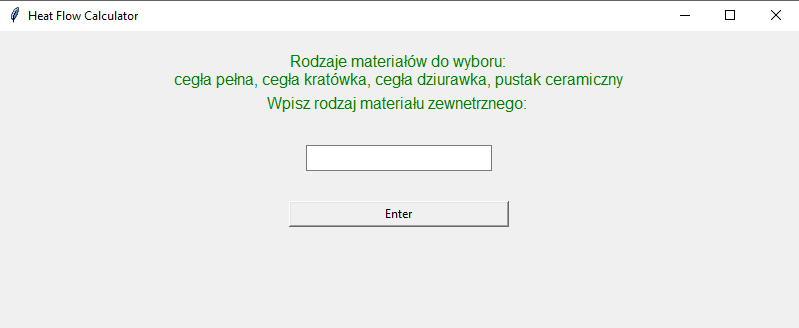 Heat Flow Calculator
Rodzaje materiałów do wyboru:
cegła pełna, cegła kratówka, cegła dziurawka, pustak ceramiczny
Wpisz rodzaj materiału zewnetrznego:
Enter